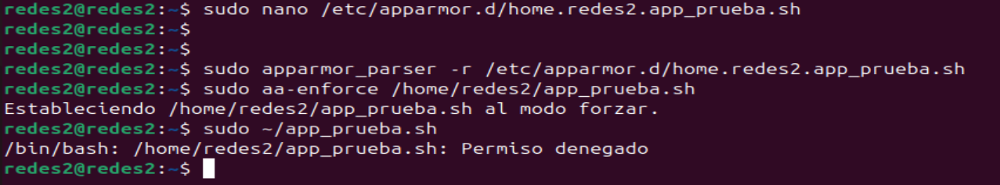 redes2@redes2:~$ sudo nano /etc/apparmor.d/home.redes2.app_prueba.sh
redes2@redes2:~$
redes2@redes2:~$
redes2@redes2:~$ sudo apparmor_parser -r /etc/apparmor.d/home.redes2.app_prueba.sh
redes2@redes2:~$ sudo aa-enforce /home/redes2/app_prueba.sh
Estableciendo /home/redes2/app_prueba.sh al modo forzar.
redes2@redes2:~$ sudo ~/app_prueba.sh
/bin/bash: /home/redes2/app_prueba.sh: Permiso denegado
redes2@redes2:~$